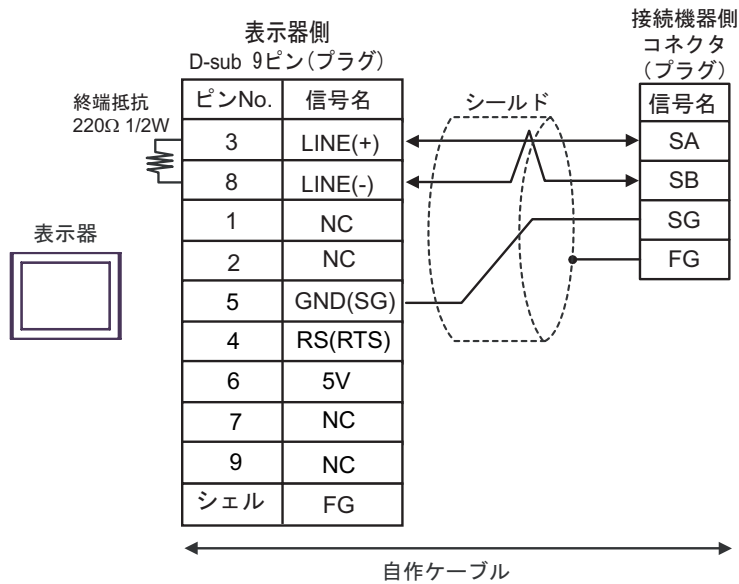 表示器側
D-sub 9ピン(プラグ)
接続機器側
コネクタ
(プラグ)
終端抵抗
220Ω 1/2W
ピンNo. 信号名
シールド
信号名
3 LINE(+)
SA
8 LINE(-)
SB
1 NC
SG
2 NC
FG
表示器
5 GND(SG)
4 RS(RTS)
6 5V
7 NC
9 NC
シェル FG
自作ケーブル